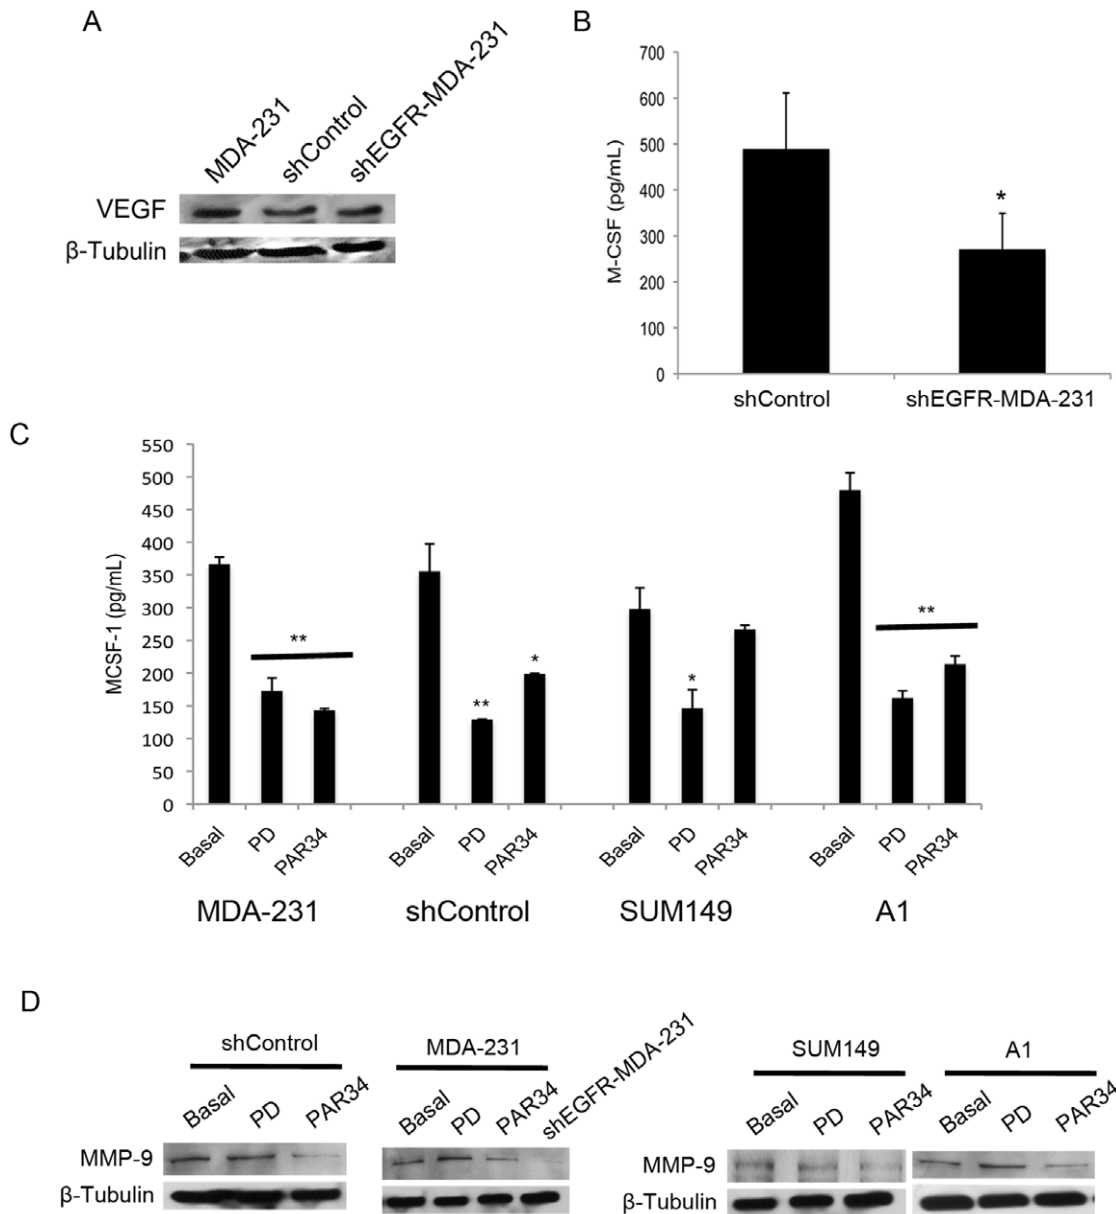 A
MDA-231
shControl
shEGFR-MDA-231
VEGF
β-Tubulin
B
700
600
500
400
300
200
100
0
M-CSF (pg/mL)
*
shControl
shEGFR-MDA-231
C
550
500
450
400
350
300
250
200
150
100
50
0
MCSF-1 (pg/mL)
**
**
*
*
**
Basal
PD
PAR34
Basal
PD
PAR34
Basal
PD
PAR34
Basal
PD
PAR34
MDA-231
shControl
SUM149
A1
D
shControl
Basal
PD
PAR34
MDA-231
Basal
PD
PAR34
shEGFR-MDA-231
MMP-9
β-Tubulin
SUM149
Basal
PD
PAR34
A1
Basal
PD
PAR34
MMP-9
β-Tubulin